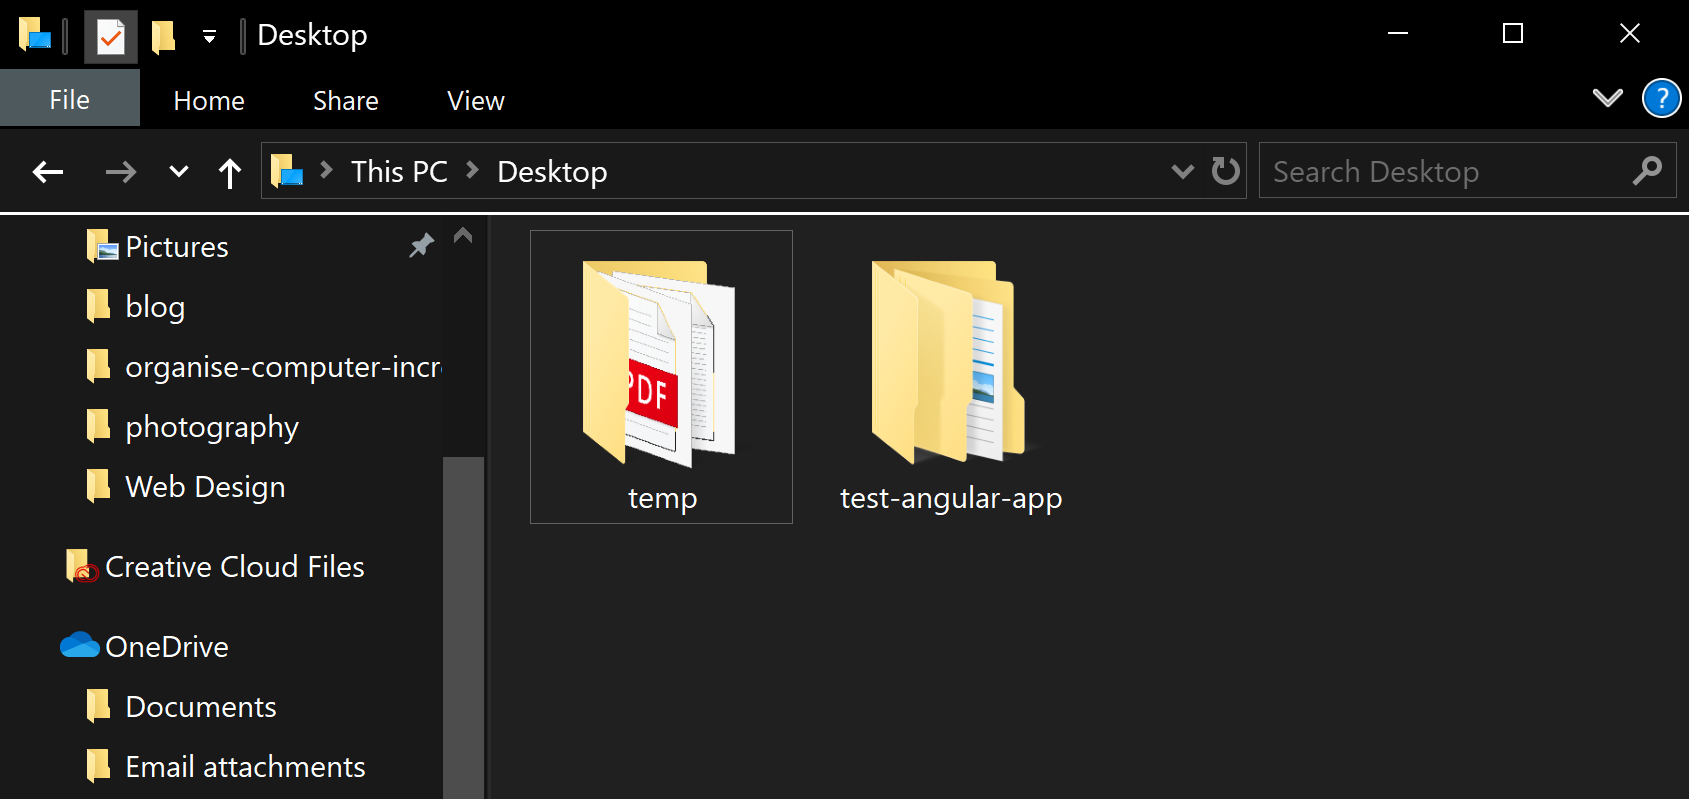 Desktop
File Home Share View
?
This PC Desktop
Search Desktop
Pictures
blog
organise-computer-incr
photography
Web Design
Creative Cloud Files
OneDrive
Documents
Email attachments
PDF
temp
test-angular-app